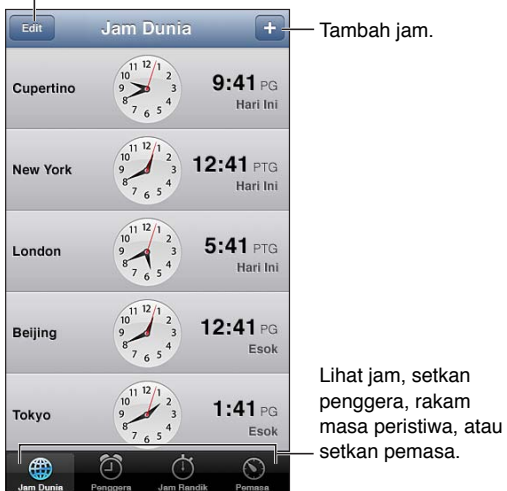 Edit
Jam Dunia
+
Tambah jam.
Cupertino
9:41 PG
Hari Ini
New York
12:41 PTG
Hari Ini
London
5:41 PTG
Hari Ini
Beijing
12:41 PG
Esok
Tokyo
1:41 PG
Esok
Lihat jam, setkan
penggera, rakam
masa peristiwa, atau
setkan pemasa.
Jam Dunia
Penggera
Jam Randik
Pemasa